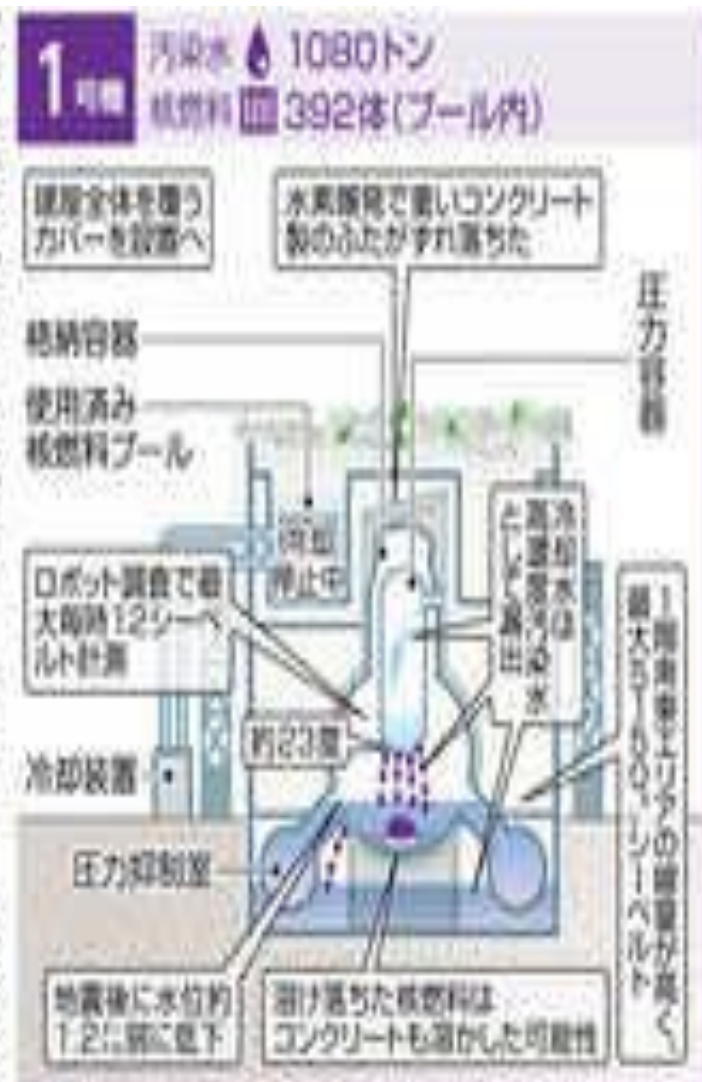 1号機
汚染水 1080トン
核燃料 392体(プール内)
建屋全体を覆う
カバーを設置へ
水素爆発で重いコンクリート
製のふたがずれ落ちた
圧力容器
格納容器
使用済み
核燃料プール
冷却
停止中
冷却水は
高濃度汚染水
として漏出
ロボット調査で最
大毎時12シーベ
ルト計測
1階南東エリアの線量が高く、
最大 シーベルト
約23度
冷却装置
圧力抑制室
地震後に水位約
に低下
溶け落ちた核燃料は
コンクリートも溶かした可能性